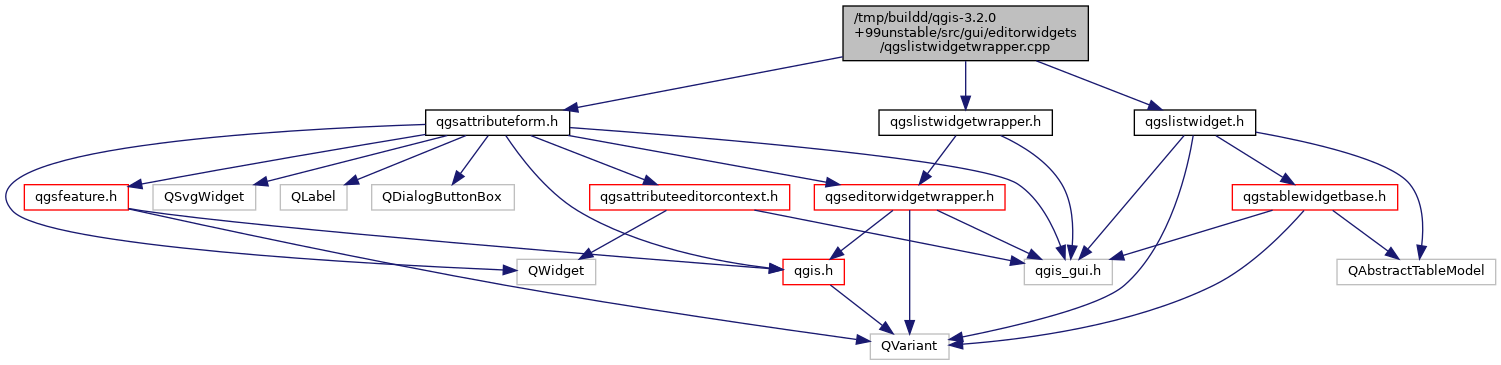 /tmp/buildd/qgis-3.2.0
+99unstable/src/gui/editorwidgets
/qgslistwidgetwrapper.cpp
qgsattributeform.h
qgslistwidgetwrapper.h
qgslistwidget.h
qgsfeature.h
QSvgWidget
QLabel
QDialogButtonBox
qgsattributeeditorcontext.h
qgseditorwidgetwrapper.h
qgstablewidgetbase.h
QWidget
qgis.h
qgis_gui.h
QAbstractTableModel
QVariant